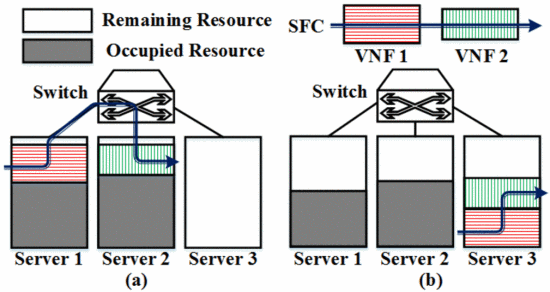 Remaining Resource
Occupied Resource
SFC
VNF 1
VNF 2
Switch
Server 1
Server 2
Server 3
(a)
Switch
Server 1
Server 2
Server 3
(b)